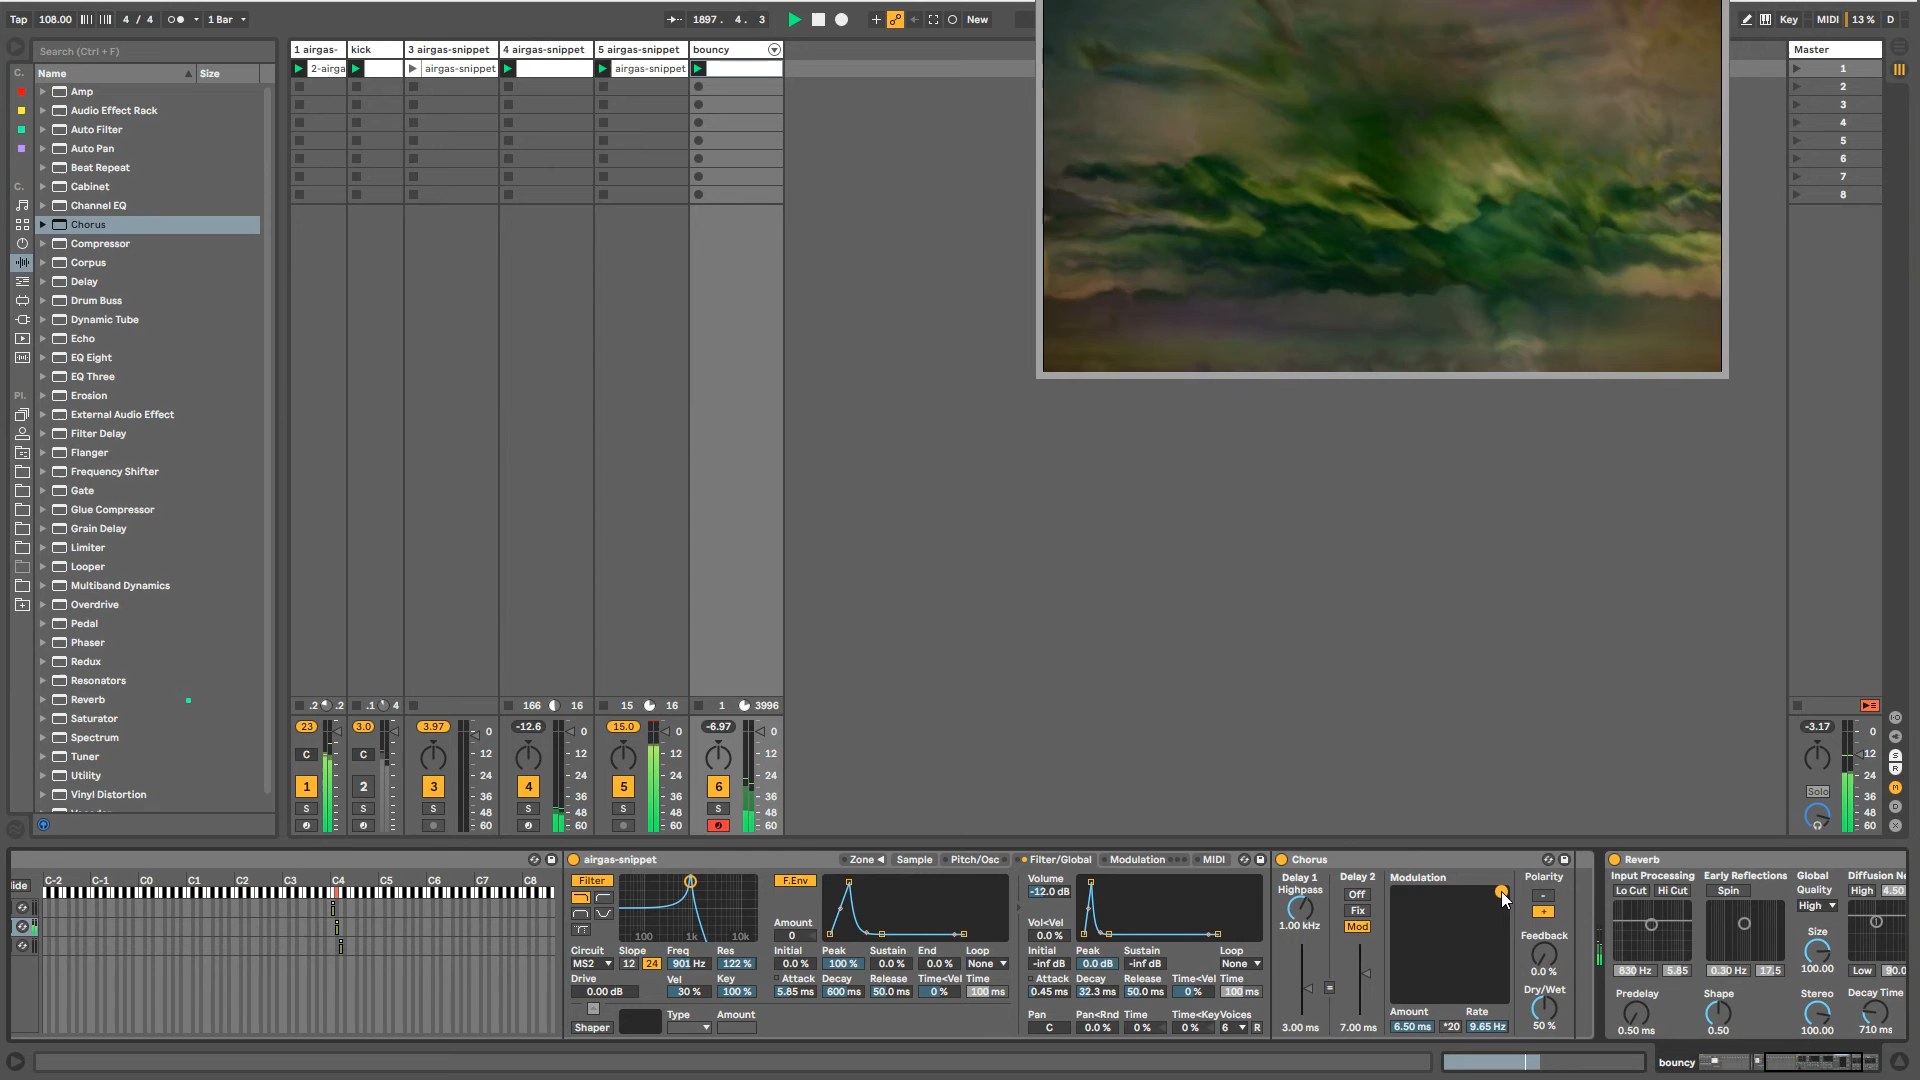 Tap 108.00 4 / 4 1 Bar 1897 . 4 . 3 New Key MIDI 13 % D
Search (Ctrl + F)
C. Name Size
Amp
Audio Effect Rack
Auto Filter
Auto Pan
Beat Repeat
C. Cabinet
Channel EQ
Chorus
Compressor
Corpus
Delay
Drum Buss
Dynamic Tube
Echo
EQ Eight
EQ Three
Pl. Erosion
External Audio Effect
Filter Delay
Flanger
Frequency Shifter
Gate
Glue Compressor
Grain Delay
Limiter
Looper
Multiband Dynamics
Overdrive
Pedal
Phaser
Redux
Resonators
Reverb
Saturator
Spectrum
Tuner
Utility
Vinyl Distortion
1 airgas- kick 3 airgas-snippet 4 airgas-snippet 5 airgas-snippet bouncy Master
2-airga airgas-snippet airgas-snippet 1
2
3
4
5
6
7
8
.2 .2 .1 4 166 16 15 16 1 3996
23 3.0 3.97 -12.6 15.0 -6.97 -3.17
0 0 0 0 0
C C 12 12 12 12 12
24 24 24 24 24
1 2 3 4 5 6
36 36 36 36 Solo 36
S S S S S S 48 48 48 48 48
60 60 60 60 60
S
R
M
D
X
ide C-2 C-1 C0 C1 C2 C3 C4 C5 C6 C7 C8
airgas-snippet Zone Sample Pitch/Osc Filter/Global Modulation MIDI
Filter F.Env Volume
-12.0 dB
100 1k 10k Amount
0
Vol<Vel
0.0 %
Circuit Slope Freq Res Initial Peak Sustain End Loop Initial Peak Sustain Loop
MS2 12 24 901 Hz 122 % 0.0 % 100 % 0.0 % 0.0 % None -inf dB 0.0 dB -inf dB None
Drive Vel Key Attack Decay Release Time<Vel Time Attack Decay Release Time<Vel Time
0.00 dB 30 % 100 % 5.85 ms 600 ms 50.0 ms 0 % 100 ms 0.45 ms 32.3 ms 50.0 ms 0 % 100 ms
Type Amount Pan Pan<Rnd Time Time<Key Voices
Shaper C 0.0 % 0 % 0 % 6 R
Chorus
Delay 1 Delay 2 Modulation Polarity
Highpass Off -
Fix +
1.00 kHz Mod Feedback
0.0 %
Dry/Wet
Amount Rate
3.00 ms 7.00 ms 6.50 ms *20 9.65 Hz 50 %
Reverb
Input Processing Early Reflections Global Diffusion Ne
Lo Cut Hi Cut Spin Quality High 4.50
High
Size
830 Hz 5.85 0.30 Hz 17.5 100.00 Low 90.0
Predelay Shape Stereo Decay Time
0.50 ms 0.50 100.00 710 ms
bouncy